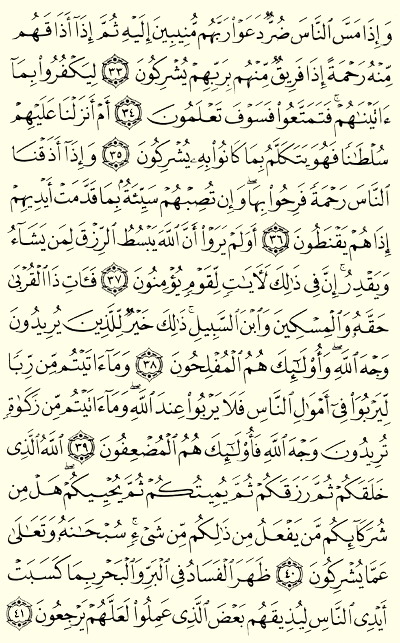 وَإِذَا مَسَّ ٱلنَّاسَ ضُرٌّ دَعَوْا۟ رَبَّهُم مُّنِيبِينَ إِلَيْهِ ثُمَّ إِذَآ أَذَاقَهُم
مِّنْهُ رَحْمَةً إِذَا فَرِيقٌ مِّنْهُم بِرَبِّهِمْ يُشْرِكُونَ ٣٣ لِيَكْفُرُوا۟ بِمَآ
ءَاتَيْنَٰهُمْ ۚ فَتَمَتَّعُوا۟ فَسَوْفَ تَعْلَمُونَ ٣٤ أَمْ أَنزَلْنَا عَلَيْهِمْ
سُلْطَٰنًا فَهُوَ يَتَكَلَّمُ بِمَا كَانُوا۟ بِهِۦ يُشْرِكُونَ ٣٥ وَإِذَآ أَذَقْنَا
ٱلنَّاسَ رَحْمَةً فَرِحُوا۟ بِهَا ۖ وَإِن تُصِبْهُمْ سَيِّئَةٌۢ بِمَا قَدَّمَتْ أَيْدِيهِمْ
إِذَا هُمْ يَقْنَطُونَ ٣٦ أَوَلَمْ يَرَوْا۟ أَنَّ ٱللَّهَ يَبْسُطُ ٱلرِّزْقَ لِمَن يَشَآءُ
وَيَقْدِرُ ۚ إِنَّ فِى ذَٰلِكَ لَءَايَٰتٍ لِّقَوْمٍ يُؤْمِنُونَ ٣٧ فَـَٔاتِ ذَا ٱلْقُرْبَىٰ
حَقَّهُۥ وَٱلْمِسْكِينَ وَٱبْنَ ٱلسَّبِيلِ ۚ ذَٰلِكَ خَيْرٌ لِّلَّذِينَ يُرِيدُونَ
وَجْهَ ٱللَّهِ ۖ وَأُو۟لَٰٓئِكَ هُمُ ٱلْمُفْلِحُونَ ٣٨ وَمَآ ءَاتَيْتُم مِّن رِّبًا
لِّيَرْبُوَا۟ فِىٓ أَمْوَٰلِ ٱلنَّاسِ فَلَا يَرْبُوا۟ عِندَ ٱللَّهِ ۖ وَمَآ ءَاتَيْتُم مِّن زَكَوٰةٍ
تُرِيدُونَ وَجْهَ ٱللَّهِ فَأُو۟لَٰٓئِكَ هُمُ ٱلْمُضْعِفُونَ ٣٩ ٱللَّهُ ٱلَّذِى
خَلَقَكُمْ ثُمَّ رَزَقَكُمْ ثُمَّ يُمِيتُكُمْ ثُمَّ يُحْيِيكُمْ ۖ هَلْ مِن
شُرَكَآئِكُم مَّن يَفْعَلُ مِن ذَٰلِكُم مِّن شَىْءٍ ۚ سُبْحَٰنَهُۥ وَتَعَٰلَىٰ
عَمَّا يُشْرِكُونَ ٤٠ ظَهَرَ ٱلْفَسَادُ فِى ٱلْبَرِّ وَٱلْبَحْرِ بِمَا كَسَبَتْ
أَيْدِى ٱلنَّاسِ لِيُذِيقَهُم بَعْضَ ٱلَّذِى عَمِلُوا۟ لَعَلَّهُمْ يَرْجِعُونَ ٤١